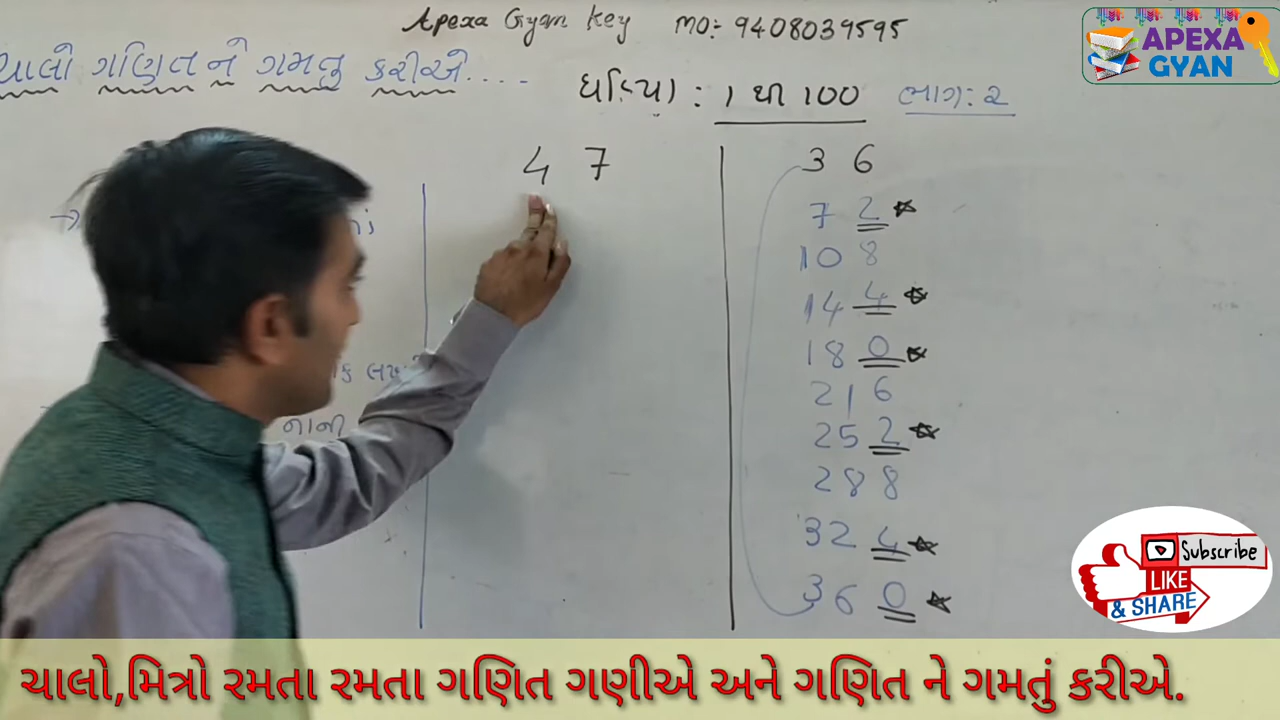 Apexa Gyan Key MO:- 9408039595
APEXA GYAN
ચાલો ગણિત ને ગમતુ કરીએ....
ઘડિયા : 1 થી 100 ભાગ: ૨
4 7
3 6
7 2
10 8
14 4
18 0
21 6
25 2
28 8
32 4
36 0
લખ
નાની
Subscribe
LIKE
& SHARE
ચાલો,મિત્રો રમતા રમતા ગણિત ગણીએ અને ગણિત ને ગમતું કરીએ.